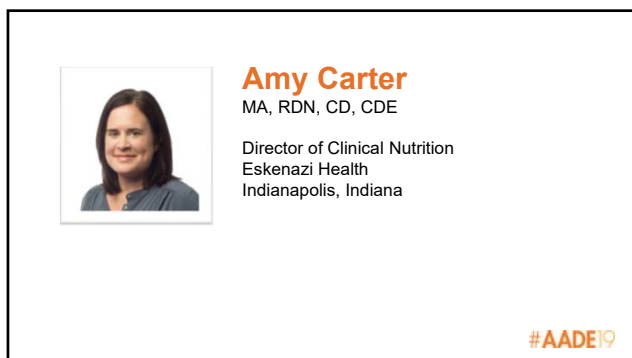 Amy Carter
MA, RDN, CD, CDE
Director of Clinical Nutrition
Eskenazi Health
Indianapolis, Indiana
#AADE19